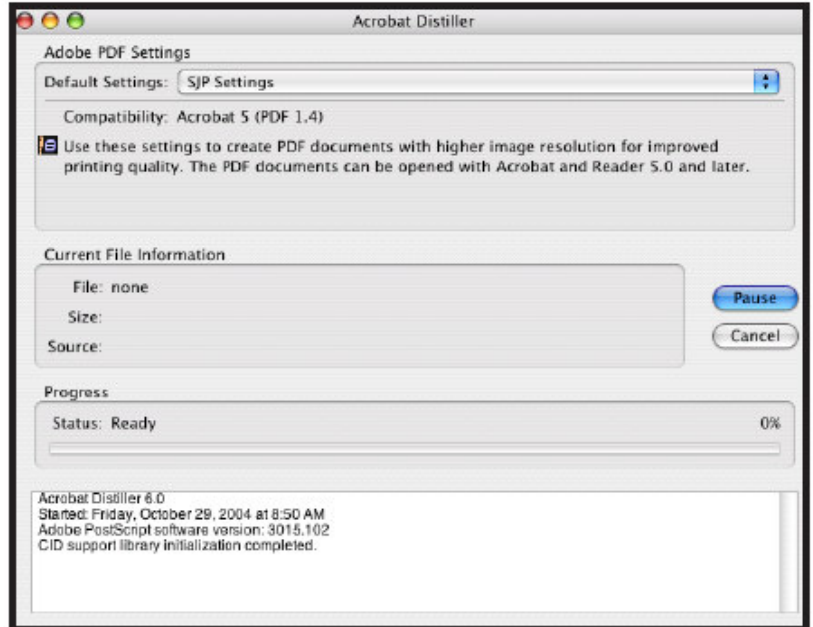 Acrobat Distiller
Adobe PDF Settings
Default Settings: SJP Settings
Compatibility: Acrobat 5 (PDF 1.4)
Use these settings to create PDF documents with higher image resolution for improved
printing quality. The PDF documents can be opened with Acrobat and Reader 5.0 and later.
Current File Information
File: none
Size:
Source:
Pause
Cancel
Progress
Status: Ready 0%
Acrobat Distiller 6.0
Started: Friday, October 29, 2004 at 8:50 AM
Adobe PostScript software version: 3015.102
CID support library initialization completed.